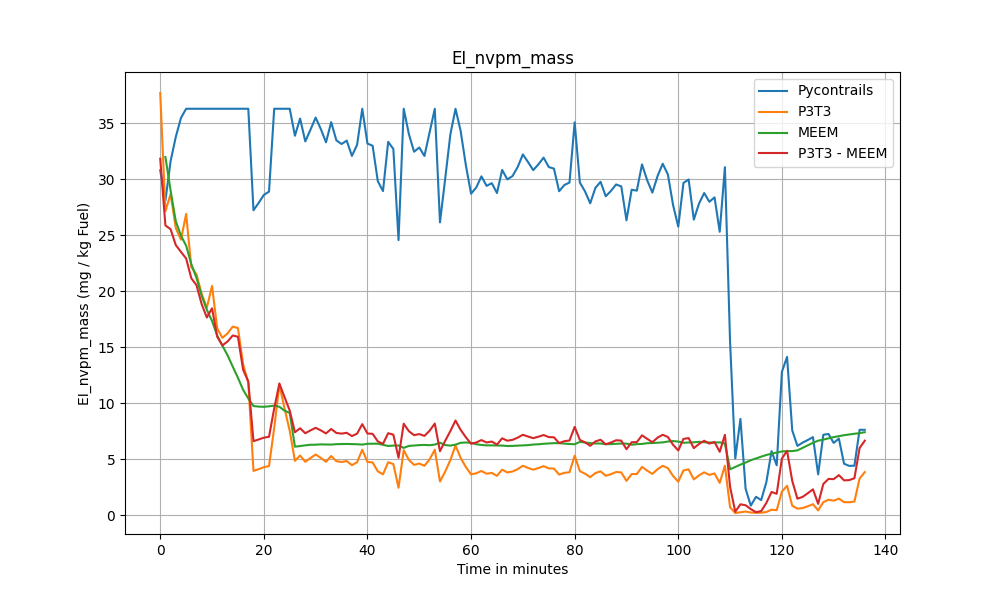 EI_nvpm_mass
Pycontrails
P3T3
MEEM
P3T3 - MEEM
EI_nvpm_mass (mg / kg Fuel)
35
30
25
20
15
10
5
0
0 20 40 60 80 100 120 140
Time in minutes